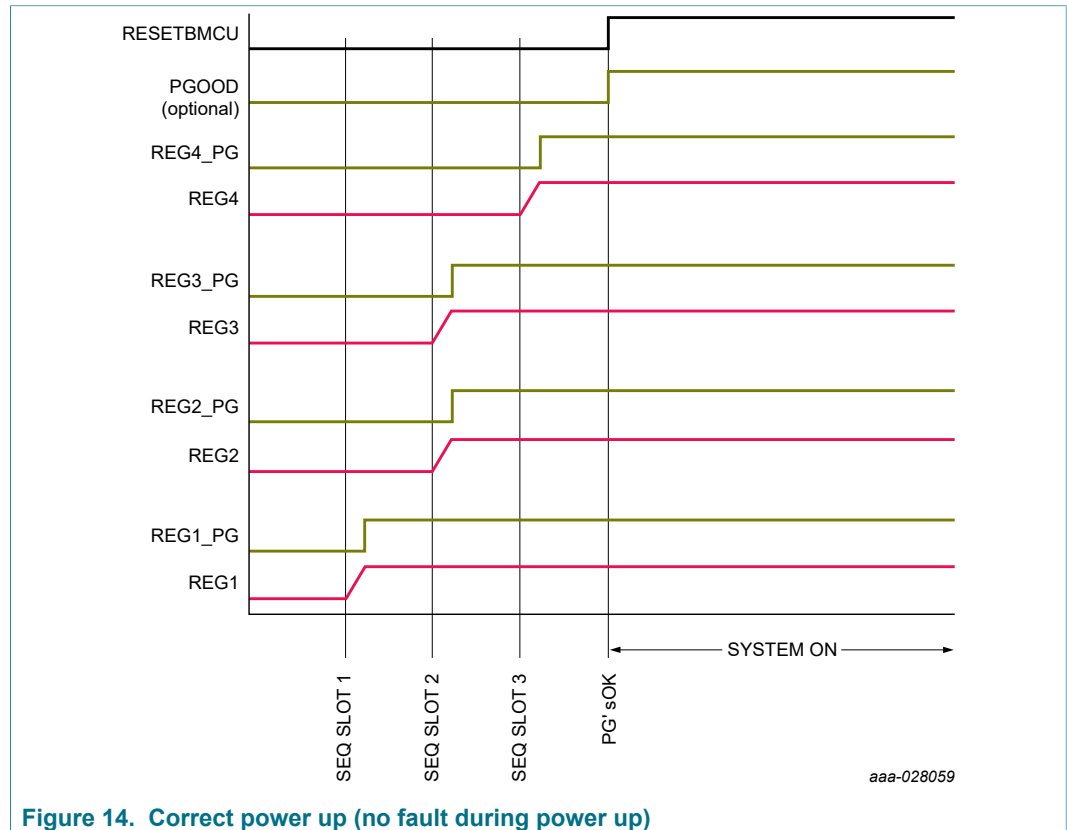 RESETBMCU
PGOOD
(optional)
REG4_PG
REG4
REG3_PG
REG3
REG2_PG
REG2
REG1_PG
REG1
SYSTEM ON
SEQ SLOT 1
SEQ SLOT 2
SEQ SLOT 3
PG' sOK
aaa-028059
Figure 14. Correct power up (no fault during power up)